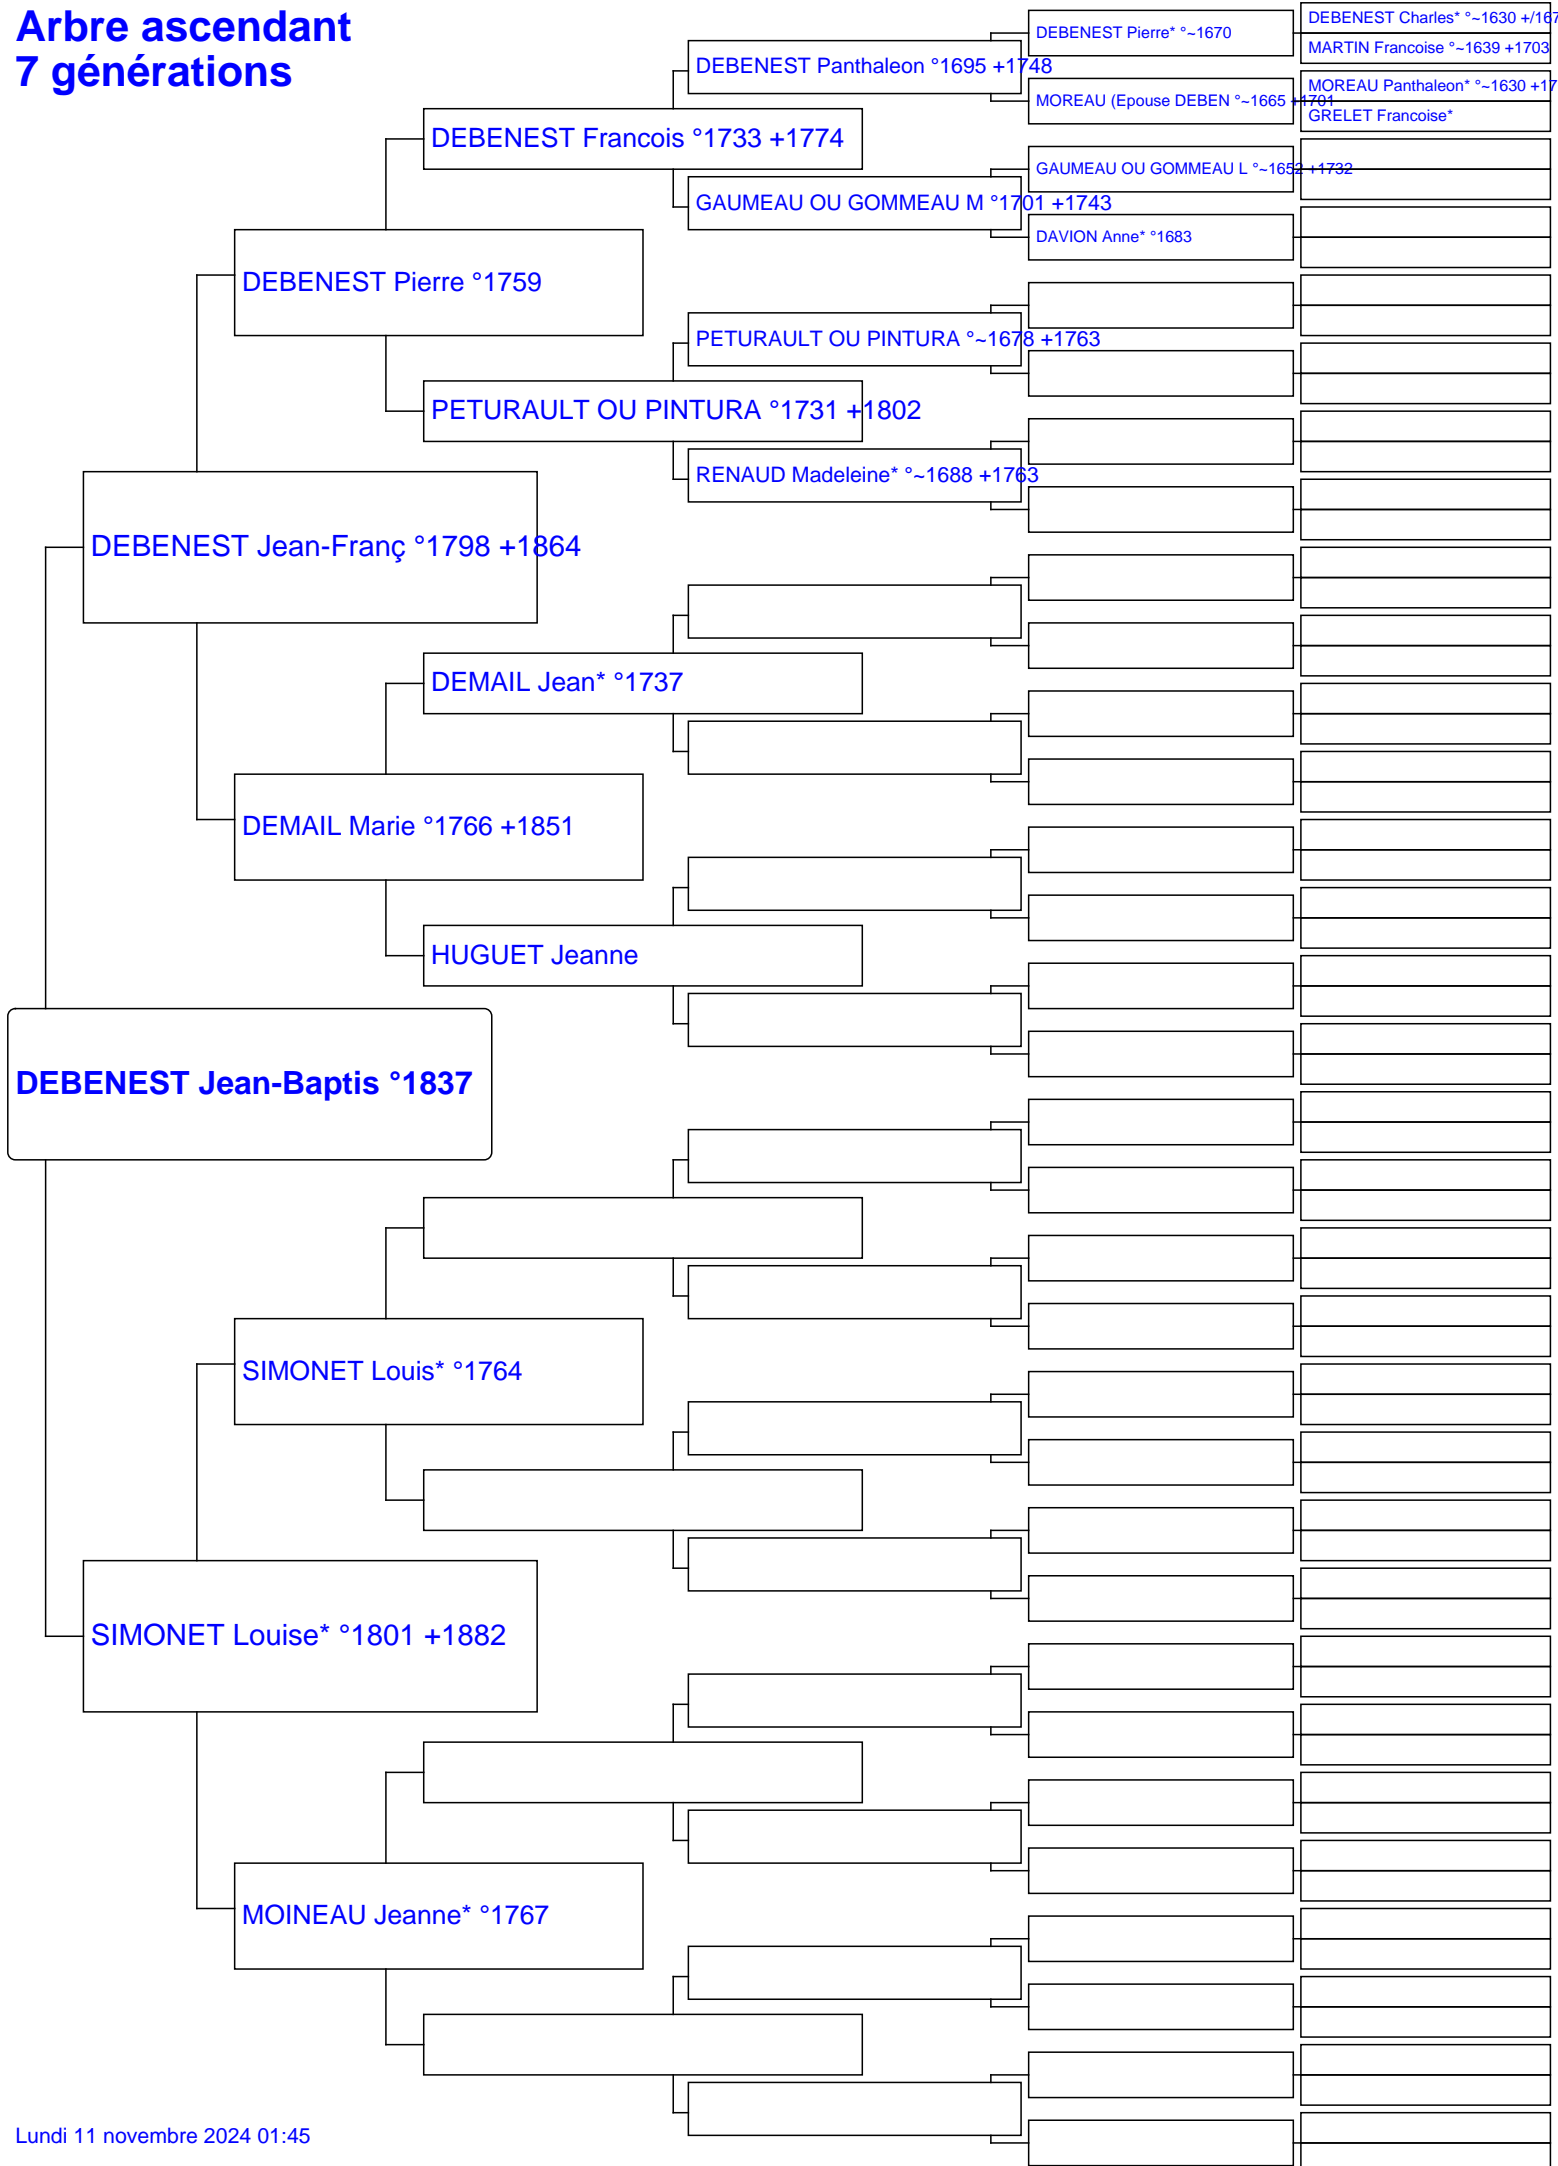 Arbre ascendant
7 générations
DEBENEST Charles* °~1630 +/167
DEBENEST Pierre* °~1670
MARTIN Francoise °~1639 +1703
DEBENEST Panthaleon °1695 +1748
MOREAU Panthaleon* °~1630 +17
MOREAU (Epouse DEBEN °~1665 +1701
GRELET Francoise*
DEBENEST Francois °1733 +1774
GAUMEAU OU GOMMEAU L °~1652 +1732
GAUMEAU OU GOMMEAU M °1701 +1743
DAVION Anne* °1683
DEBENEST Pierre °1759
PETURAULT OU PINTURA °~1678 +1763
PETURAULT OU PINTURA °1731 +1802
RENAUD Madeleine* °~1688 +1763
DEBENEST Jean-Franç °1798 +1864
DEMAIL Jean* °1737
DEMAIL Marie °1766 +1851
HUGUET Jeanne
DEBENEST Jean-Baptis °1837
SIMONET Louis* °1764
SIMONET Louise* °1801 +1882
MOINEAU Jeanne* °1767
Lundi 11 novembre 2024 01:45